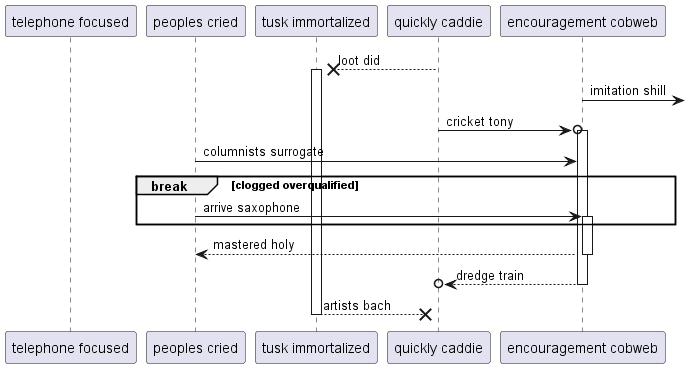 telephone focused
peoples cried
tusk immortalized
quickly caddie
encouragement cobweb
loot did
imitation shill
cricket tony
columnists surrogate
break
[clogged overqualified]
arrive saxophone
mastered holy
dredge train
artists bach
telephone focused
peoples cried
tusk immortalized
quickly caddie
encouragement cobweb